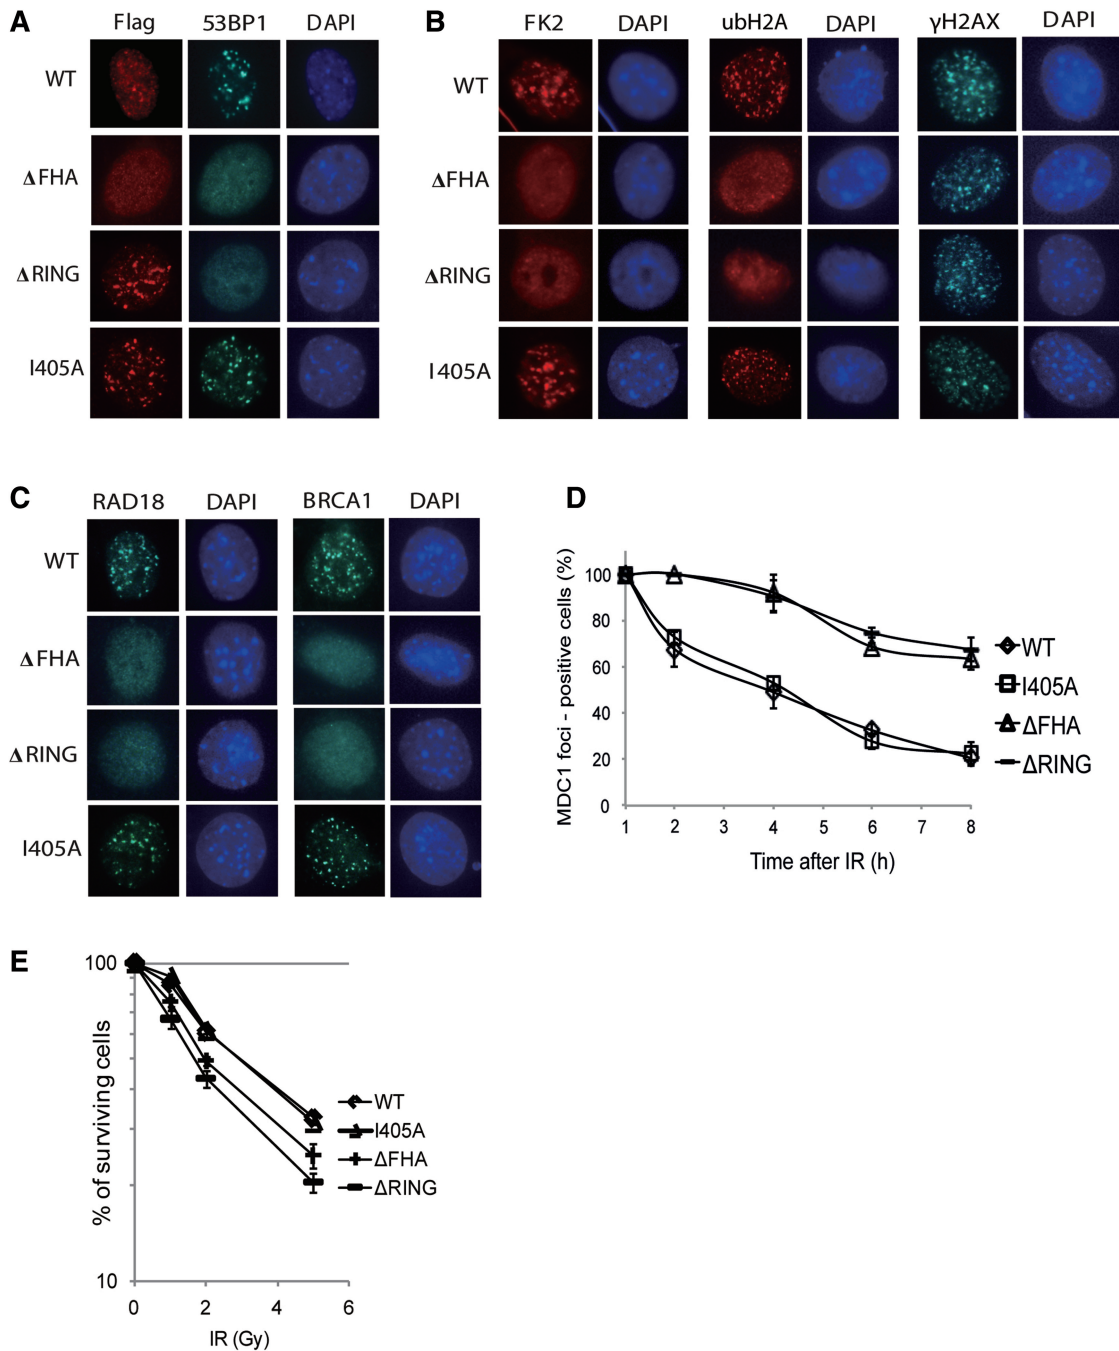 A
Flag 53BP1 DAPI
WT
ΔFHA
ΔRING
I405A
B
FK2 DAPI ubH2A DAPI γH2AX DAPI
WT
ΔFHA
ΔRING
I405A
C
RAD18 DAPI BRCA1 DAPI
WT
ΔFHA
ΔRING
I405A
D
MDC1 foci - positive cells (%)
100
80
60
40
20
0
1 2 3 4 5 6 7 8
Time after IR (h)
WT
I405A
ΔFHA
ΔRING
E
% of surviving cells
100
10
0 2 4 6
IR (Gy)
WT
I405A
ΔFHA
ΔRING